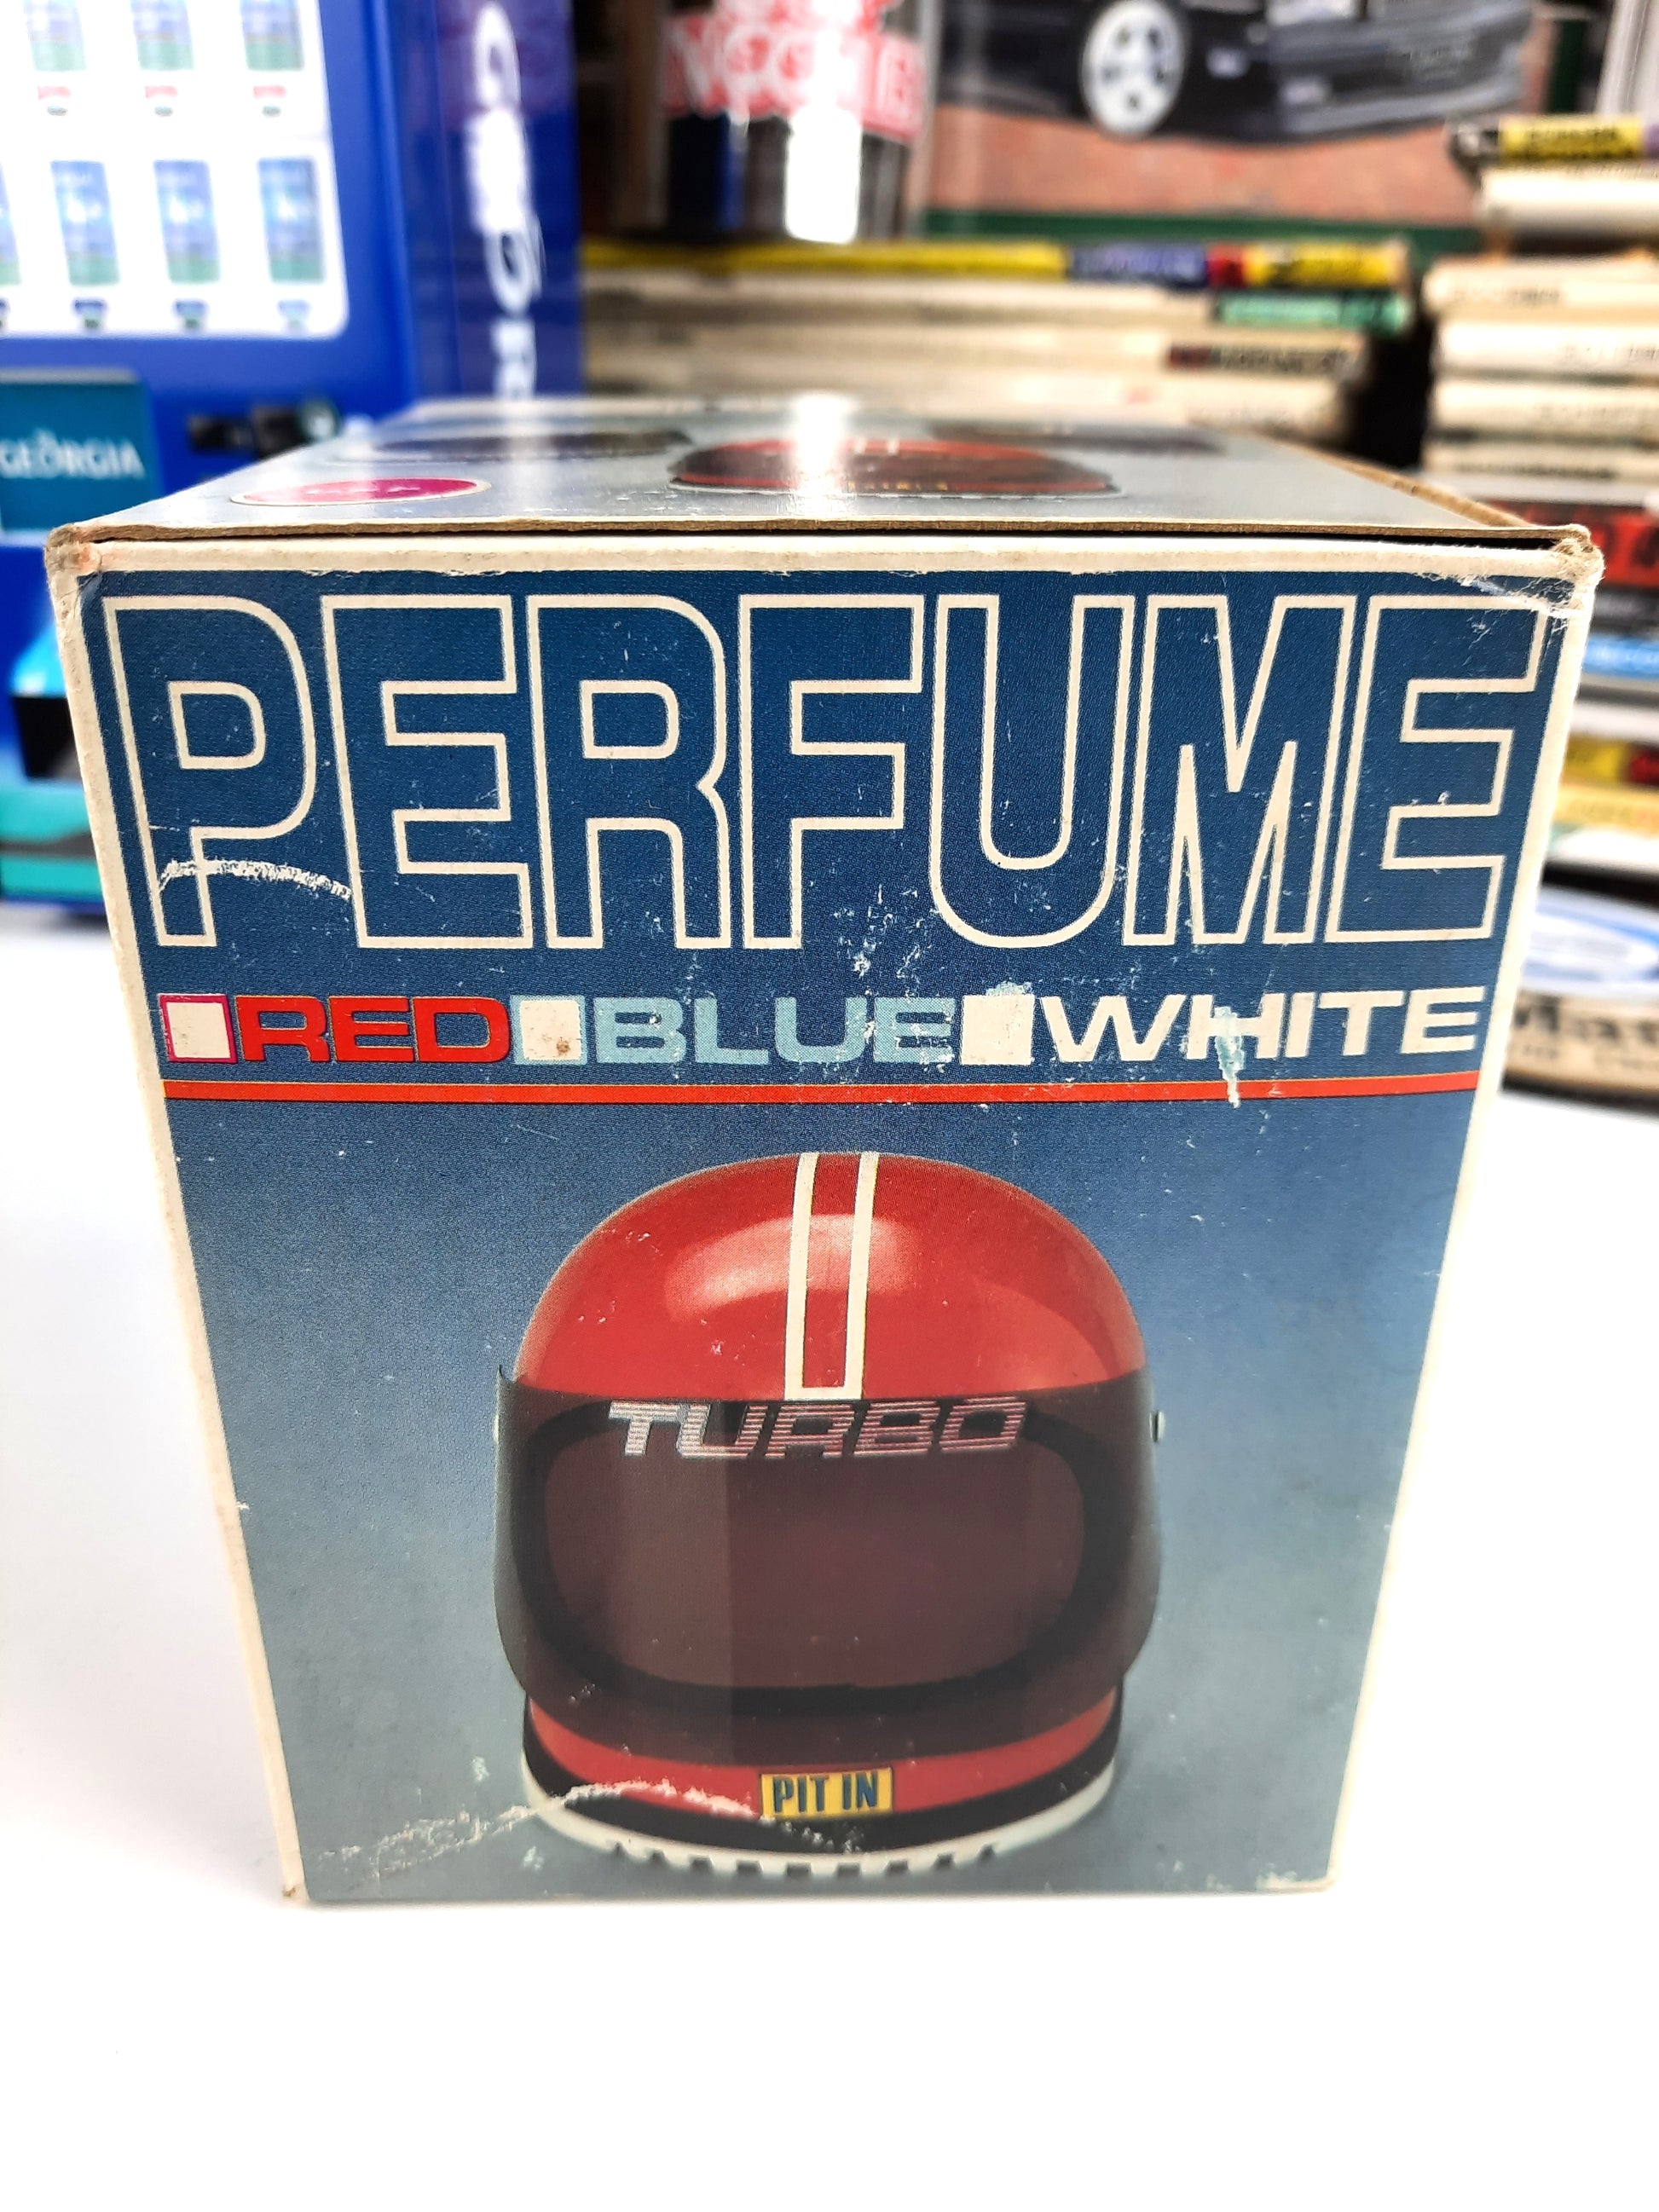 GEORGIA
PERFUME
RED BLUE WHITE
TURBO
PIT IN